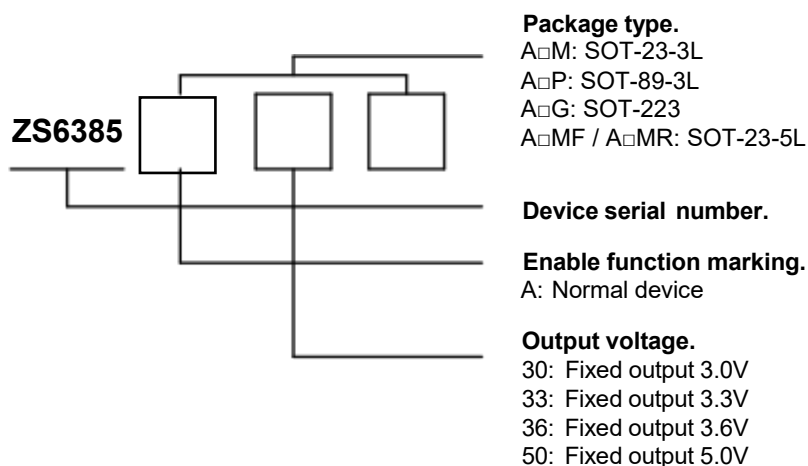 Package type.
A□M: SOT-23-3L
A□P: SOT-89-3L
A□G: SOT-223
A□MF / A□MR: SOT-23-5L
ZS6385
Device serial number.
Enable function marking.
A: Normal device
Output voltage.
30: Fixed output 3.0V
33: Fixed output 3.3V
36: Fixed output 3.6V
50: Fixed output 5.0V